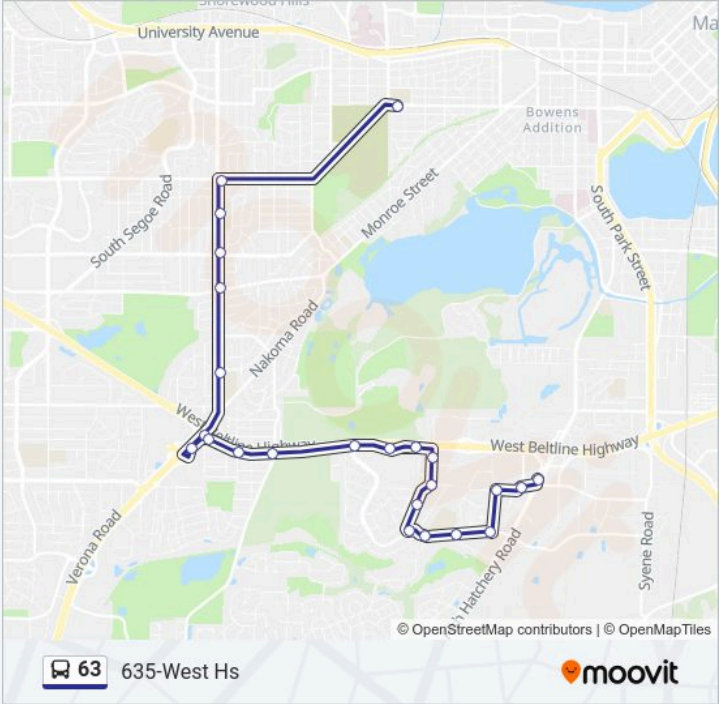 Shorewood Hills
University Avenue
Ma
Bowens
Addition
Monroe Street
South Segoe Road
South Park Street
Nakoma Road
West Beltline Highway
West Beltline Highway
Verona Road
h Hatchery Road
Syene Road
© OpenStreetMap contributors | © OpenMapTiles
63 635-West Hs
moovit